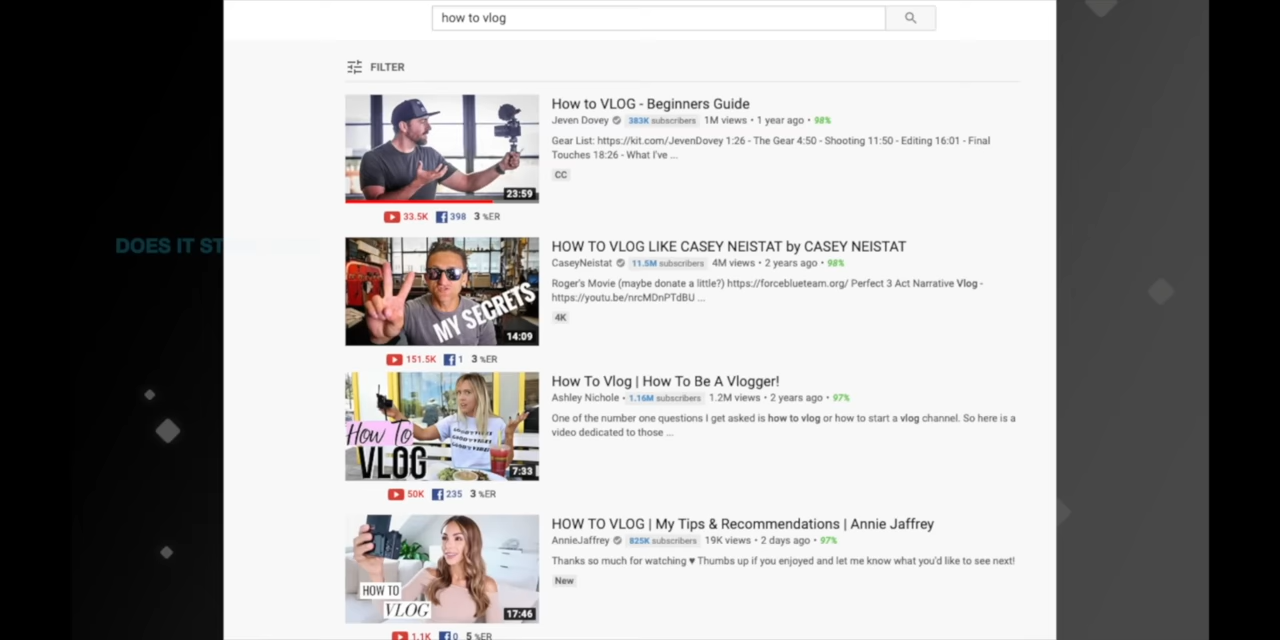 how to vlog
FILTER
How to VLOG - Beginners Guide
Jeven Dovey 383K subscribers 1M views • 1 year ago • 98%
Gear List: https://kit.com/JevenDovey 1:26 - The Gear 4:50 - Shooting 11:50 - Editing 16:01 - Final
Touches 18:26 - What I've ...
CC
23:59
33.5K 398 3 %ER
DOES IT
HOW TO VLOG LIKE CASEY NEISTAT by CASEY NEISTAT
CaseyNeistat 11.5M subscribers 4M views • 2 years ago • 98%
Roger's Movie (maybe donate a little?) https://forceblueteam.org/ Perfect 3 Act Narrative Vlog -
https://youtu.be/nrcMDnPTdBU ...
4K
MY SECRETS
14:09
151.5K 1 3 %ER
How To Vlog | How To Be A Vlogger!
Ashley Nichole • 1.16M subscribers 1.2M views • 2 years ago • 97%
One of the number one questions I get asked is how to vlog or how to start a vlog channel. So here is a
video dedicated to those ...
How To
VLOG
7:33
50K 235 3 %ER
HOW TO VLOG | My Tips & Recommendations | Annie Jaffrey
AnnieJaffrey 825K subscribers 19K views • 2 days ago • 97%
Thanks so much for watching ♥ Thumbs up if you enjoyed and let me know what you'd like to see next!
New
HOW TO
VLOG
17:46
1.1K 0 5 %ER